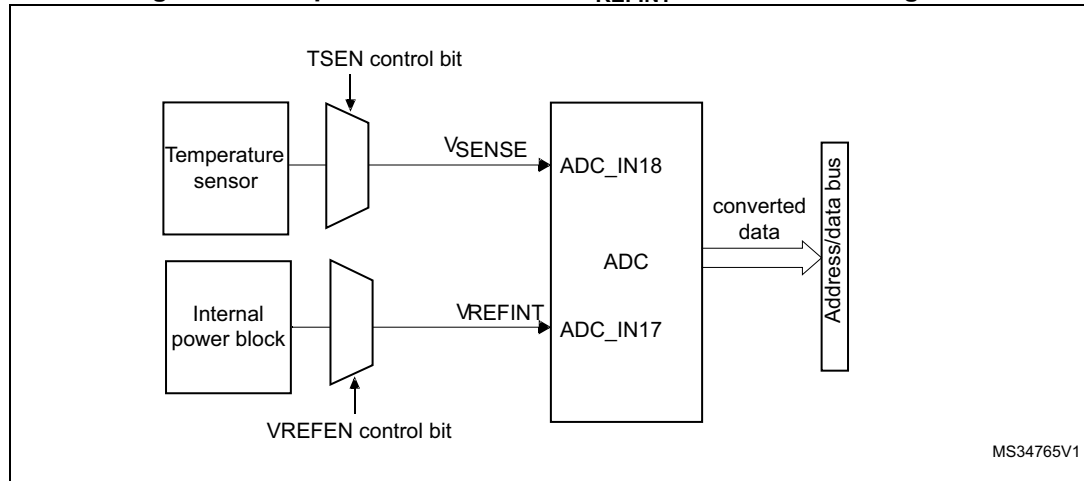 TSEN control bit
Temperature
sensor
VSENSE
ADC_IN18
converted
data
Address/data bus
ADC
Internal
power block
VREFINT
ADC_IN17
VREFEN control bit
MS34765V1